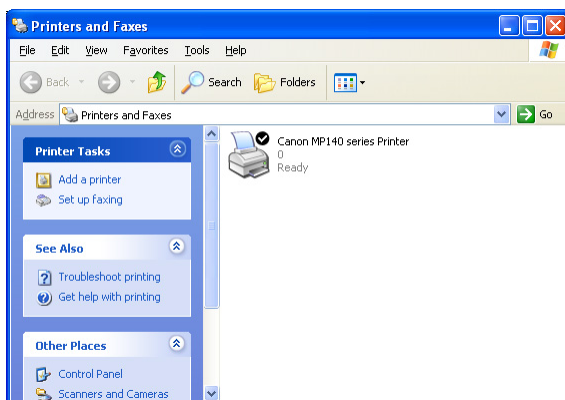 Printers and Faxes
File Edit View Favorites Tools Help
Back Search Folders
Address Printers and Faxes Go
Printer Tasks
Add a printer
Set up faxing
See Also
Troubleshoot printing
Get help with printing
Other Places
Control Panel
Scanners and Cameras
Canon MP140 series Printer
0
Ready